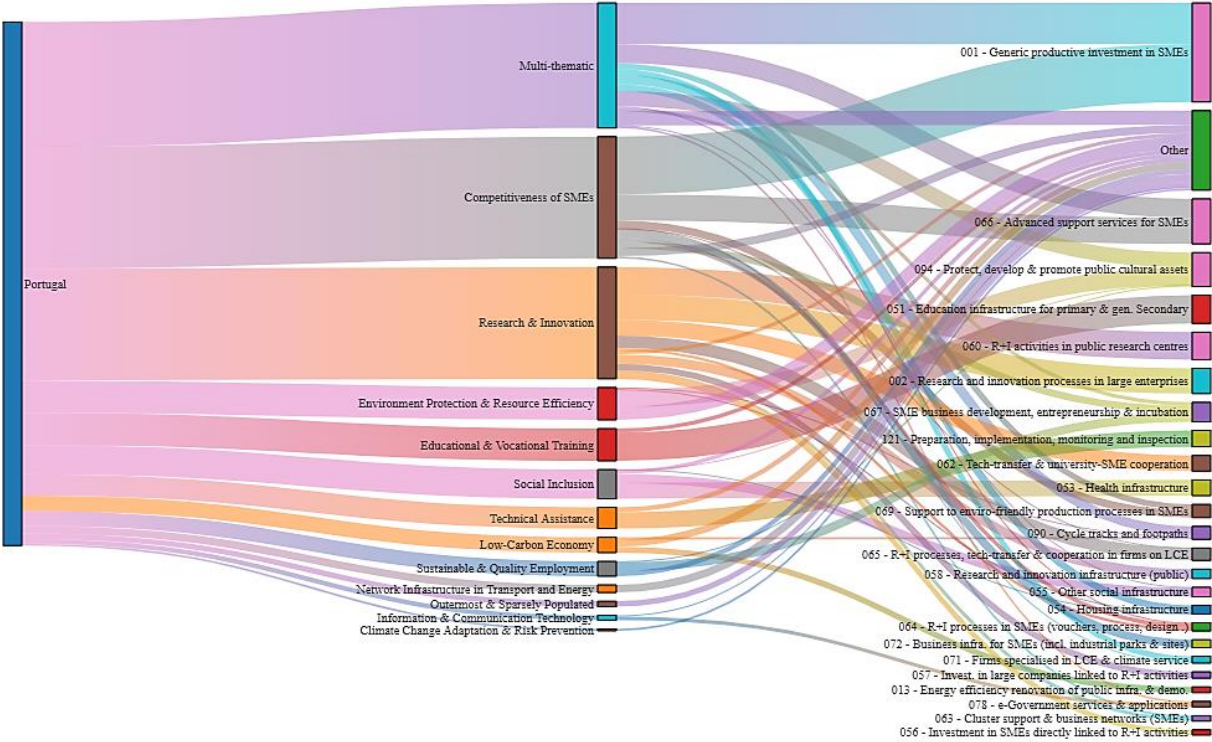 Portugal
Multi-thematic
Competitiveness of SMEs
Research & Innovation
Environment Protection & Resource Efficiency
Educational & Vocational Training
Social Inclusion
Technical Assistance
Low-Carbon Economy
Sustainable & Quality Employment
Network Infrastructure in Transport and Energy
Outermost & Sparsely Populated
Information & Communication Technology
Climate Change Adaptation & Risk Prevention
001 - Generic productive investment in SMEs
Other
066 - Advanced support services for SMEs
094 - Protect, develop & promote public cultural assets
051 - Education infrastructure for primary & gen. Secondary
060 - R+I activities in public research centres
002 - Research and innovation processes in large enterprises
067 - SME business development, entrepreneurship & incubation
121 - Preparation, implementation, monitoring and inspection
062 - Tech-transfer & university-SME cooperation
053 - Health infrastructure
069 - Support to enviro-friendly production processes in SMEs
090 - Cycle tracks and footpaths
065 - R+I processes, tech-transfer & cooperation in firms on LCE
058 - Research and innovation infrastructure (public)
055 - Other social infrastructure
054 - Housing infrastructure
064 - R+I processes in SMEs (vouchers, process, design .)
072 - Business infra. for SMEs (incl. industrial parks & sites)
071 - Firms specialised in LCE & climate service
057 - Invest. in large companies linked to R+I activities
013 - Energy efficiency renovation of public infra. & demo.
078 - e-Government services & applications
063 - Cluster support & business networks (SMEs)
056 - Investment in SMEs directly linked to R+I activities